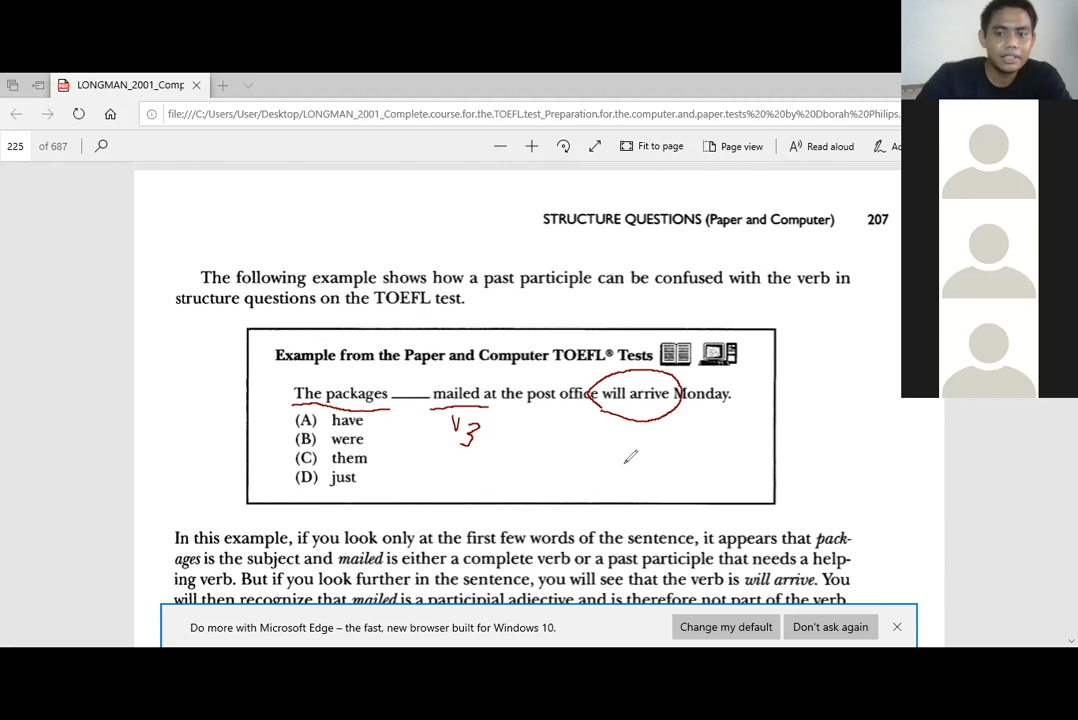 LONGMAN_2001_Comp
file:///C:/Users/User/Desktop/LONGMAN_2001_Complete.course.for.the.TOEFL.test_Preparation.for.the.computer.and.paper.tests%20%20by%20Dborah%20Philips.
225 of 687
Fit to page
Page view
Read aloud
STRUCTURE QUESTIONS (Paper and Computer) 207
The following example shows how a past participle can be confused with the verb in
structure questions on the TOEFL test.
Example from the Paper and Computer TOEFL® Tests
The packages _____ mailed at the post office will arrive Monday.
V3
(A) have
(B) were
(C) them
(D) just
In this example, if you look only at the first few words of the sentence, it appears that pack-
ages is the subject and mailed is either a complete verb or a past participle that needs a help-
ing verb. But if you look further in the sentence, you will see that the verb is will arrive. You
will then recognize that mailed is a participial adjective and is therefore not part of the verb.
Do more with Microsoft Edge – the fast, new browser built for Windows 10.
Change my default
Don't ask again